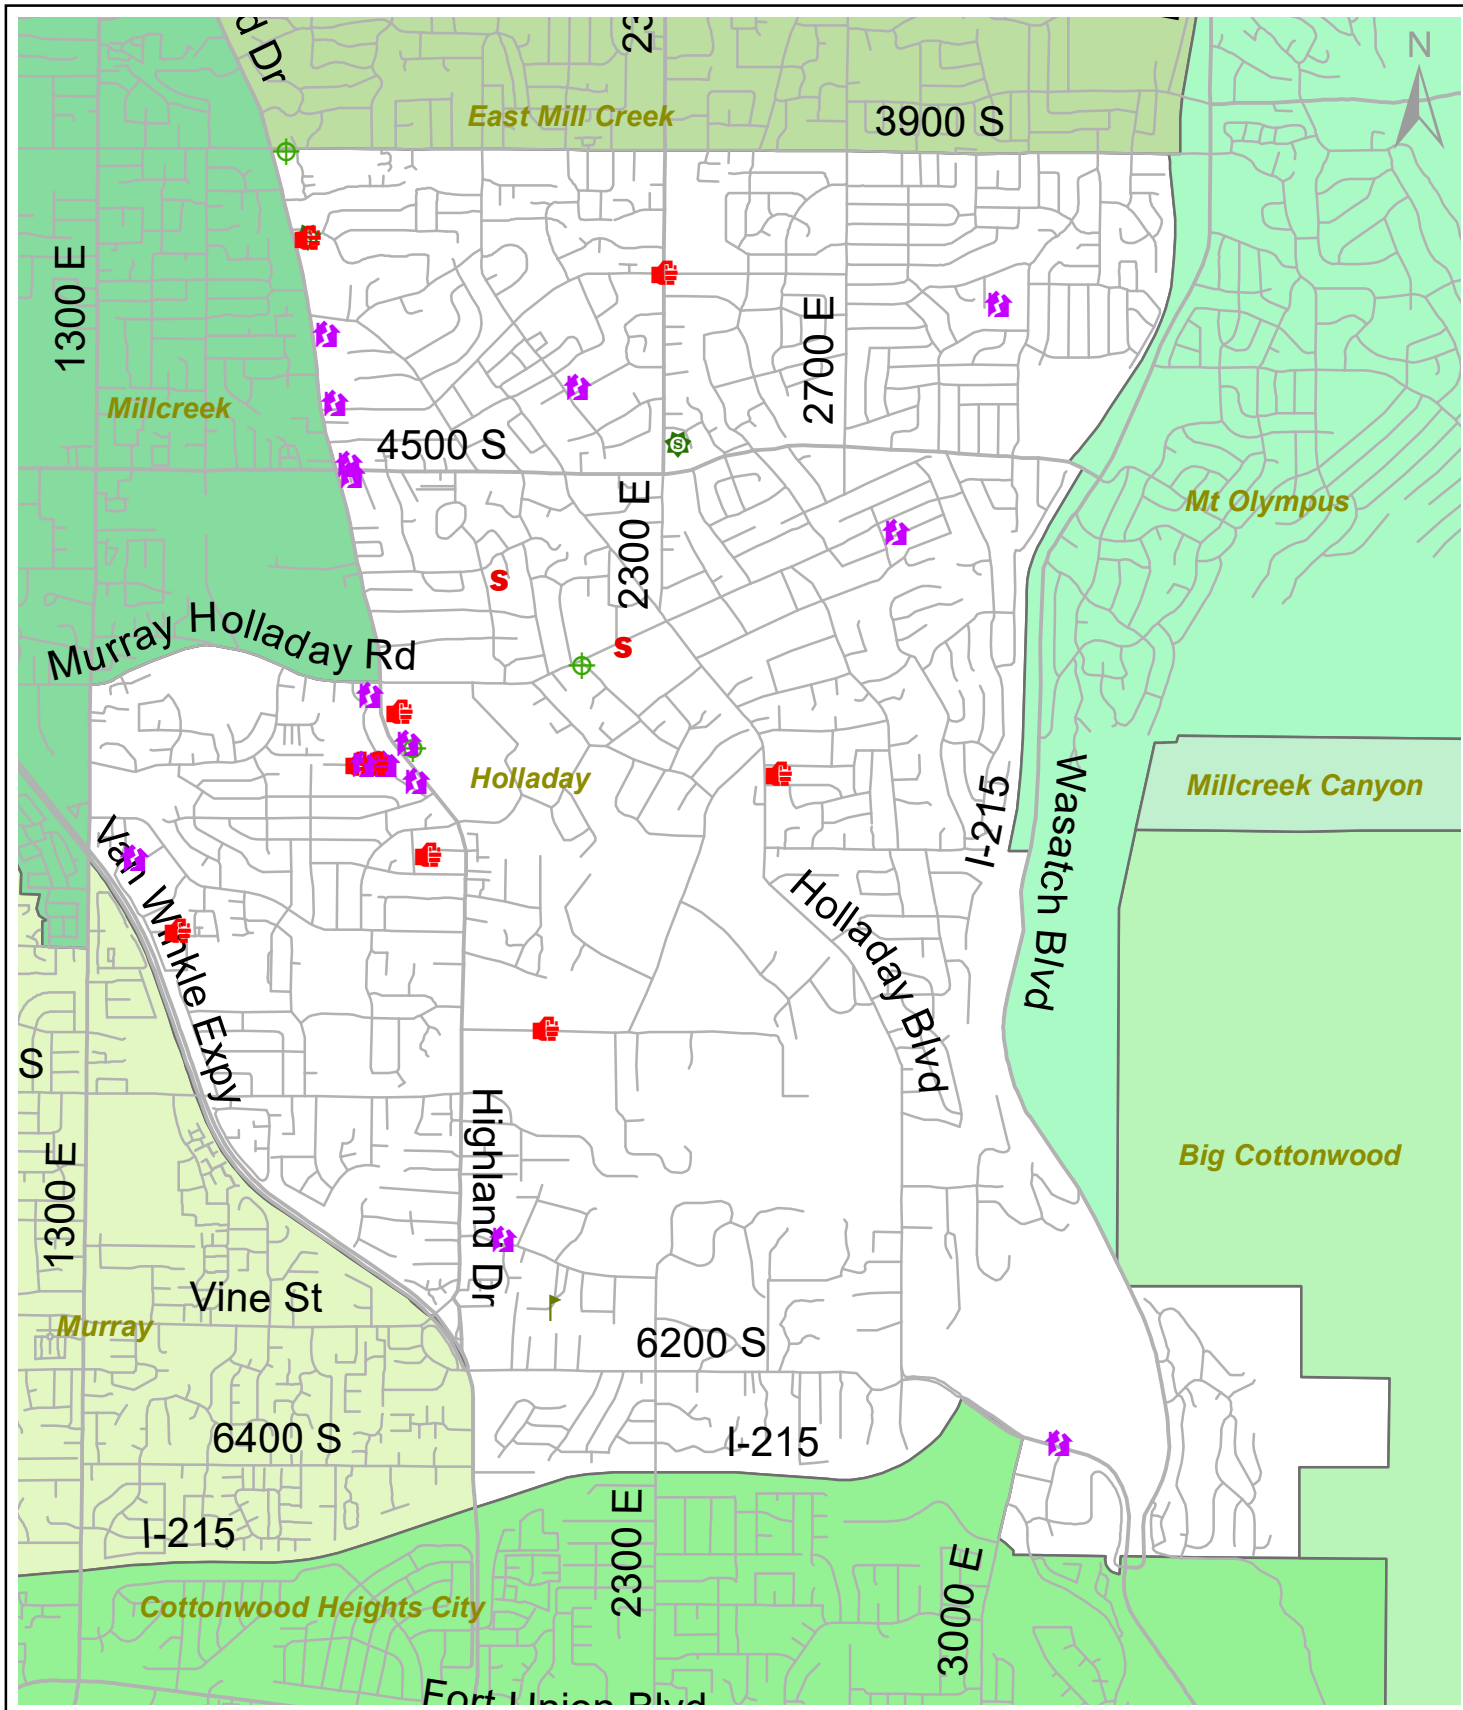 d Dr
23
N
East Mill Creek
3900 S
1300 E
2700 E
Millcreek
4500 S
2300 E
Mt Olympus
S
s
s
Murray Holladay Rd
Holladay
I-215
Wasatch Blvd
Millcreek Canyon
Van Winkle Expy
Holladay Blvd
S
Highland Dr
1300 E
Big Cottonwood
Vine St
Murray
6200 S
6400 S
I-215
I-215
2300 E
3000 E
Cottonwood Heights City
Fort Union Blvd